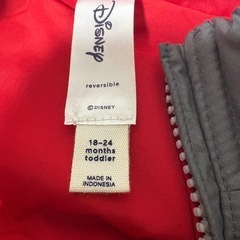 Disney
reversible
©DISNEY
18-24
months
toddler
MADE IN
INDONESIA